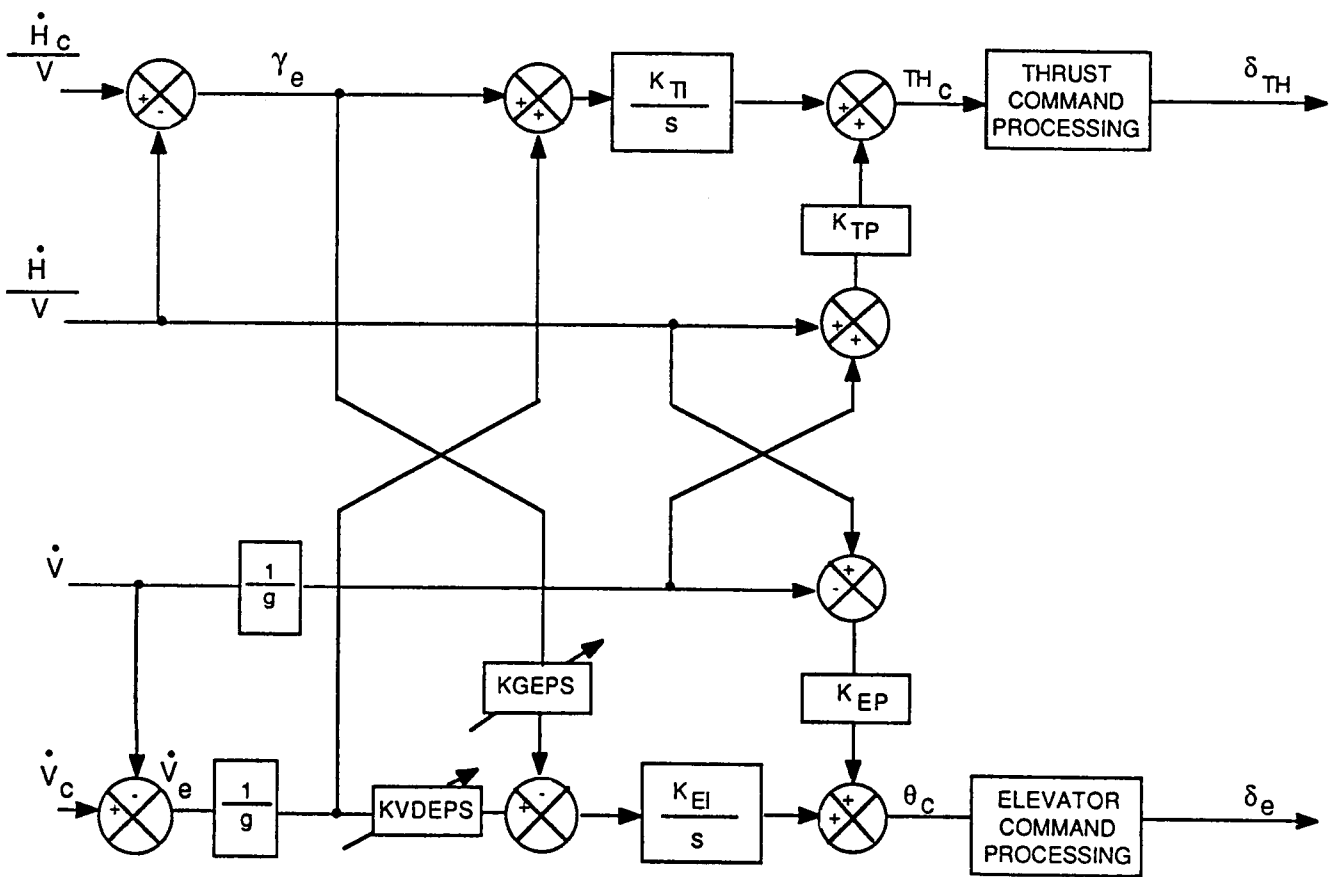 Ḣc
V
γe
+
-
+
+
KTI
s
+
+
THc
THRUST
COMMAND
PROCESSING
δTH
KTP
Ḣ
V
+
+
V̇
1
g
+
-
KGEPS
KEP
V̇c
+
-
V̇e
1
g
KVDEPS
+
-
KEI
s
+
+
θc
ELEVATOR
COMMAND
PROCESSING
δe